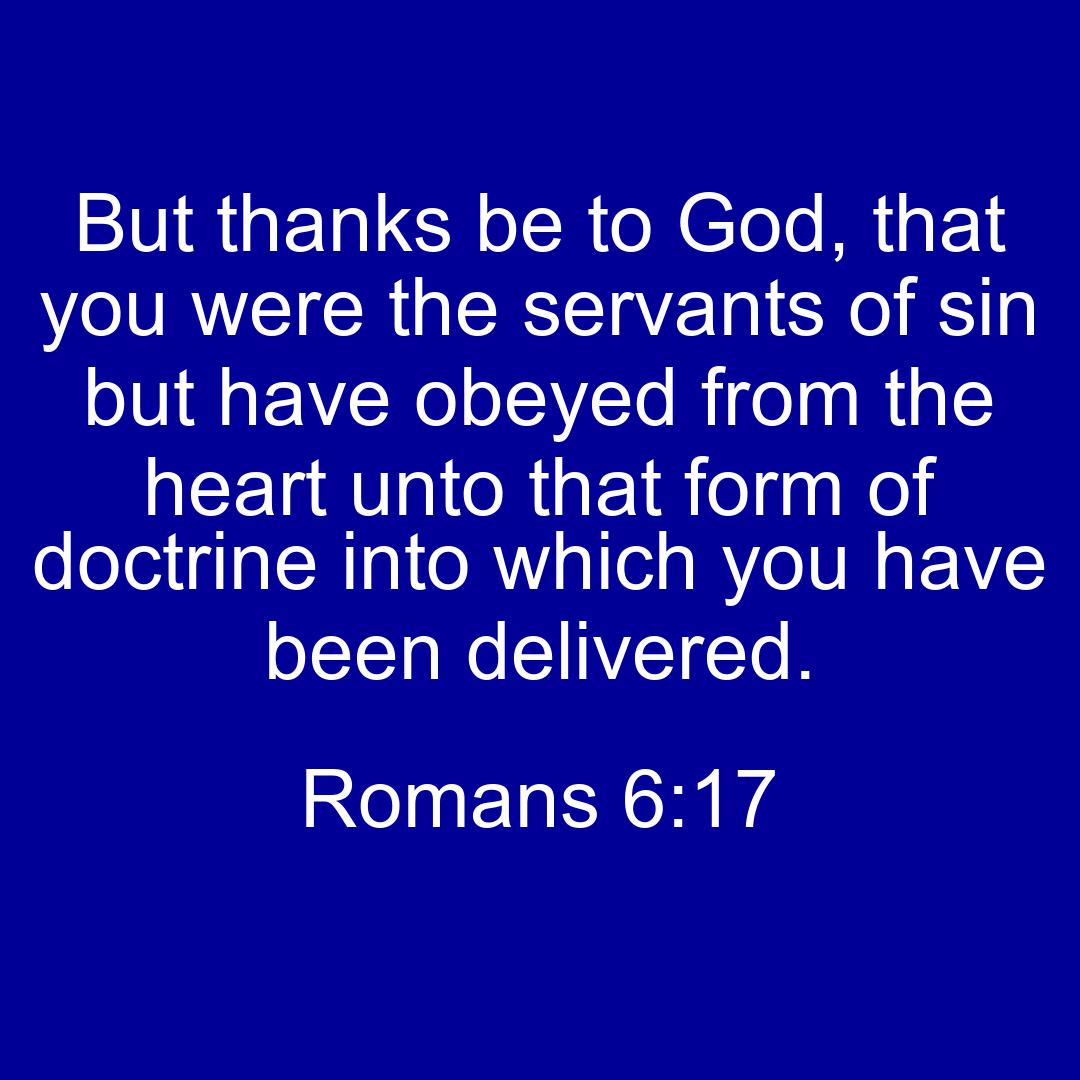 But thanks be to God, that
you were the servants of sin
but have obeyed from the
heart unto that form of
doctrine into which you have
been delivered.
Romans 6:17